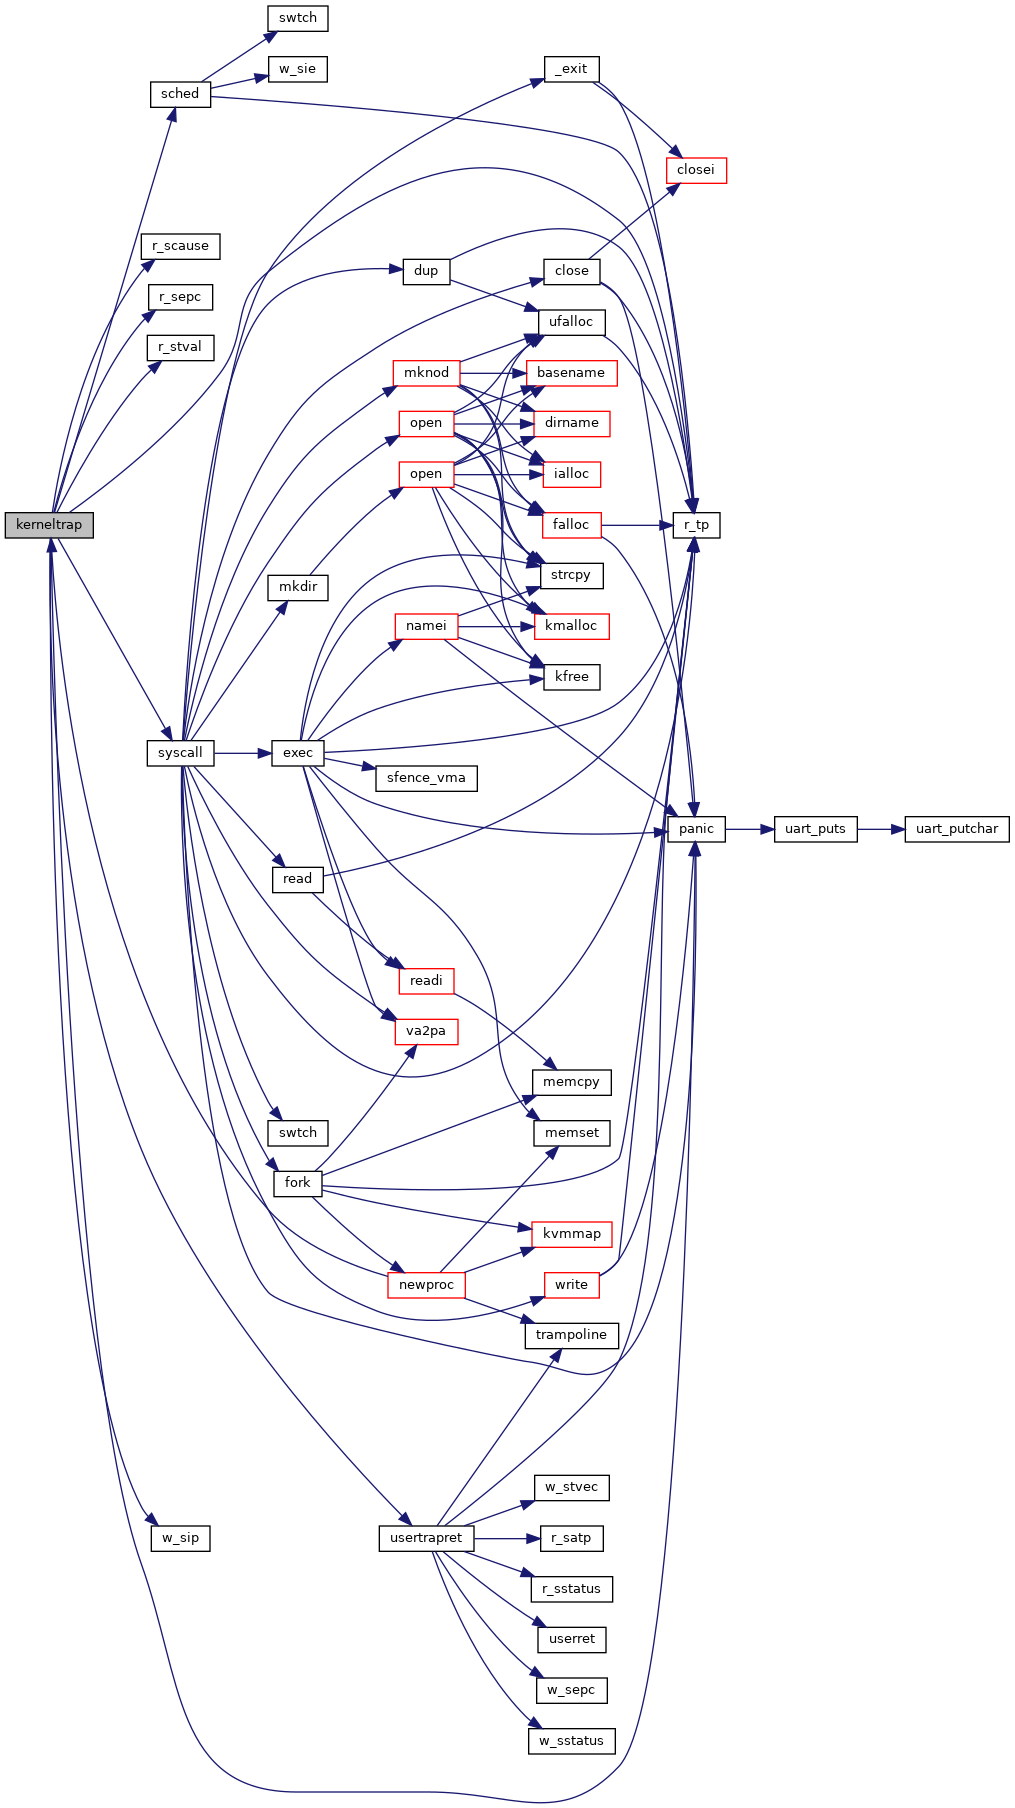 swtch
w_sie
_exit
sched
closei
r_scause
dup
close
r_sepc
ufalloc
r_stval
mknod
basename
open
dirname
open
ialloc
kerneltrap
falloc
r_tp
strcpy
mkdir
namei
kmalloc
kfree
syscall
exec
sfence_vma
panic
uart_puts
uart_putchar
read
readi
va2pa
memcpy
swtch
memset
fork
kvmmap
newproc
write
trampoline
w_stvec
w_sip
usertrapret
r_satp
r_sstatus
userret
w_sepc
w_sstatus